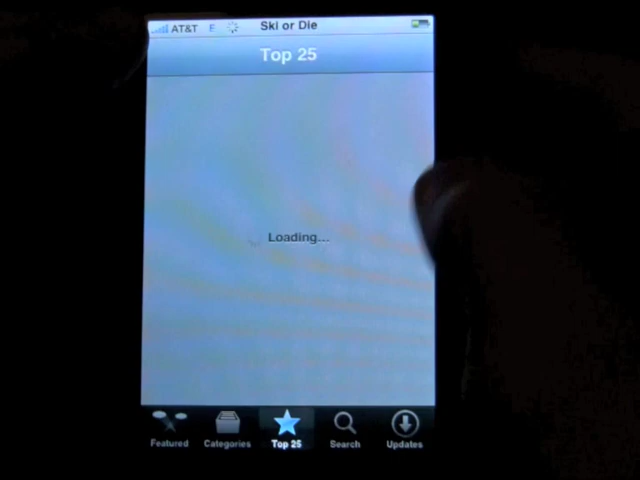 AT&T E Ski or Die
Top 25
Loading...
Featured Categories Top 25 Search Updates